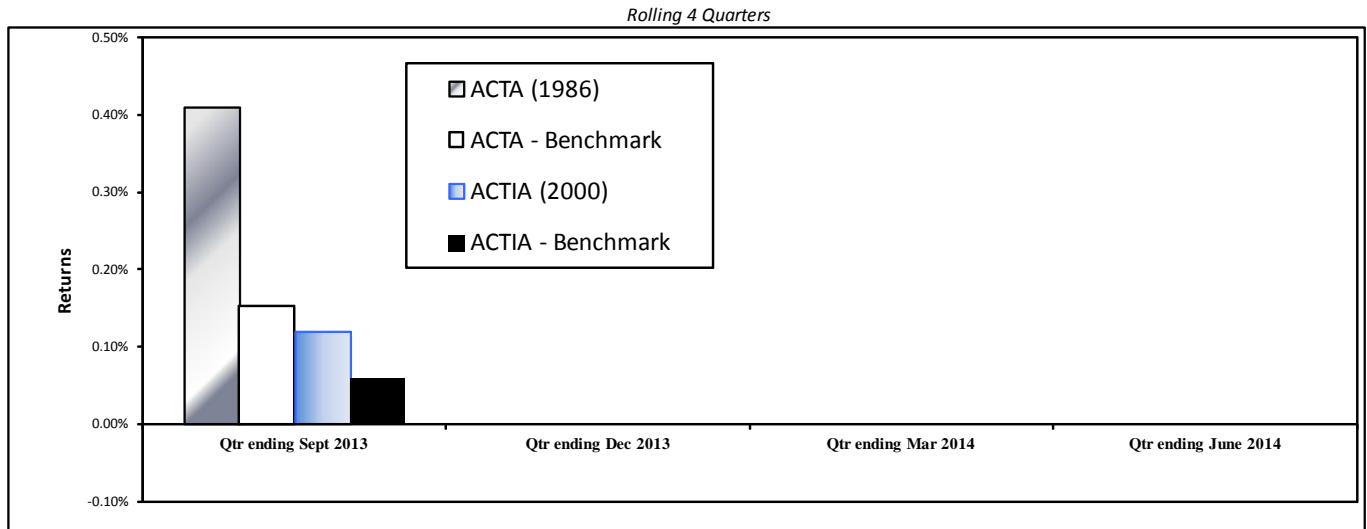 Rolling 4 Quarters
0.50%
0.40%
0.30%
0.20%
0.10%
0.00%
-0.10%
Returns
ACTA (1986)
ACTA - Benchmark
ACTIA (2000)
ACTIA - Benchmark
Qtr ending Sept 2013
Qtr ending Dec 2013
Qtr ending Mar 2014
Qtr ending June 2014